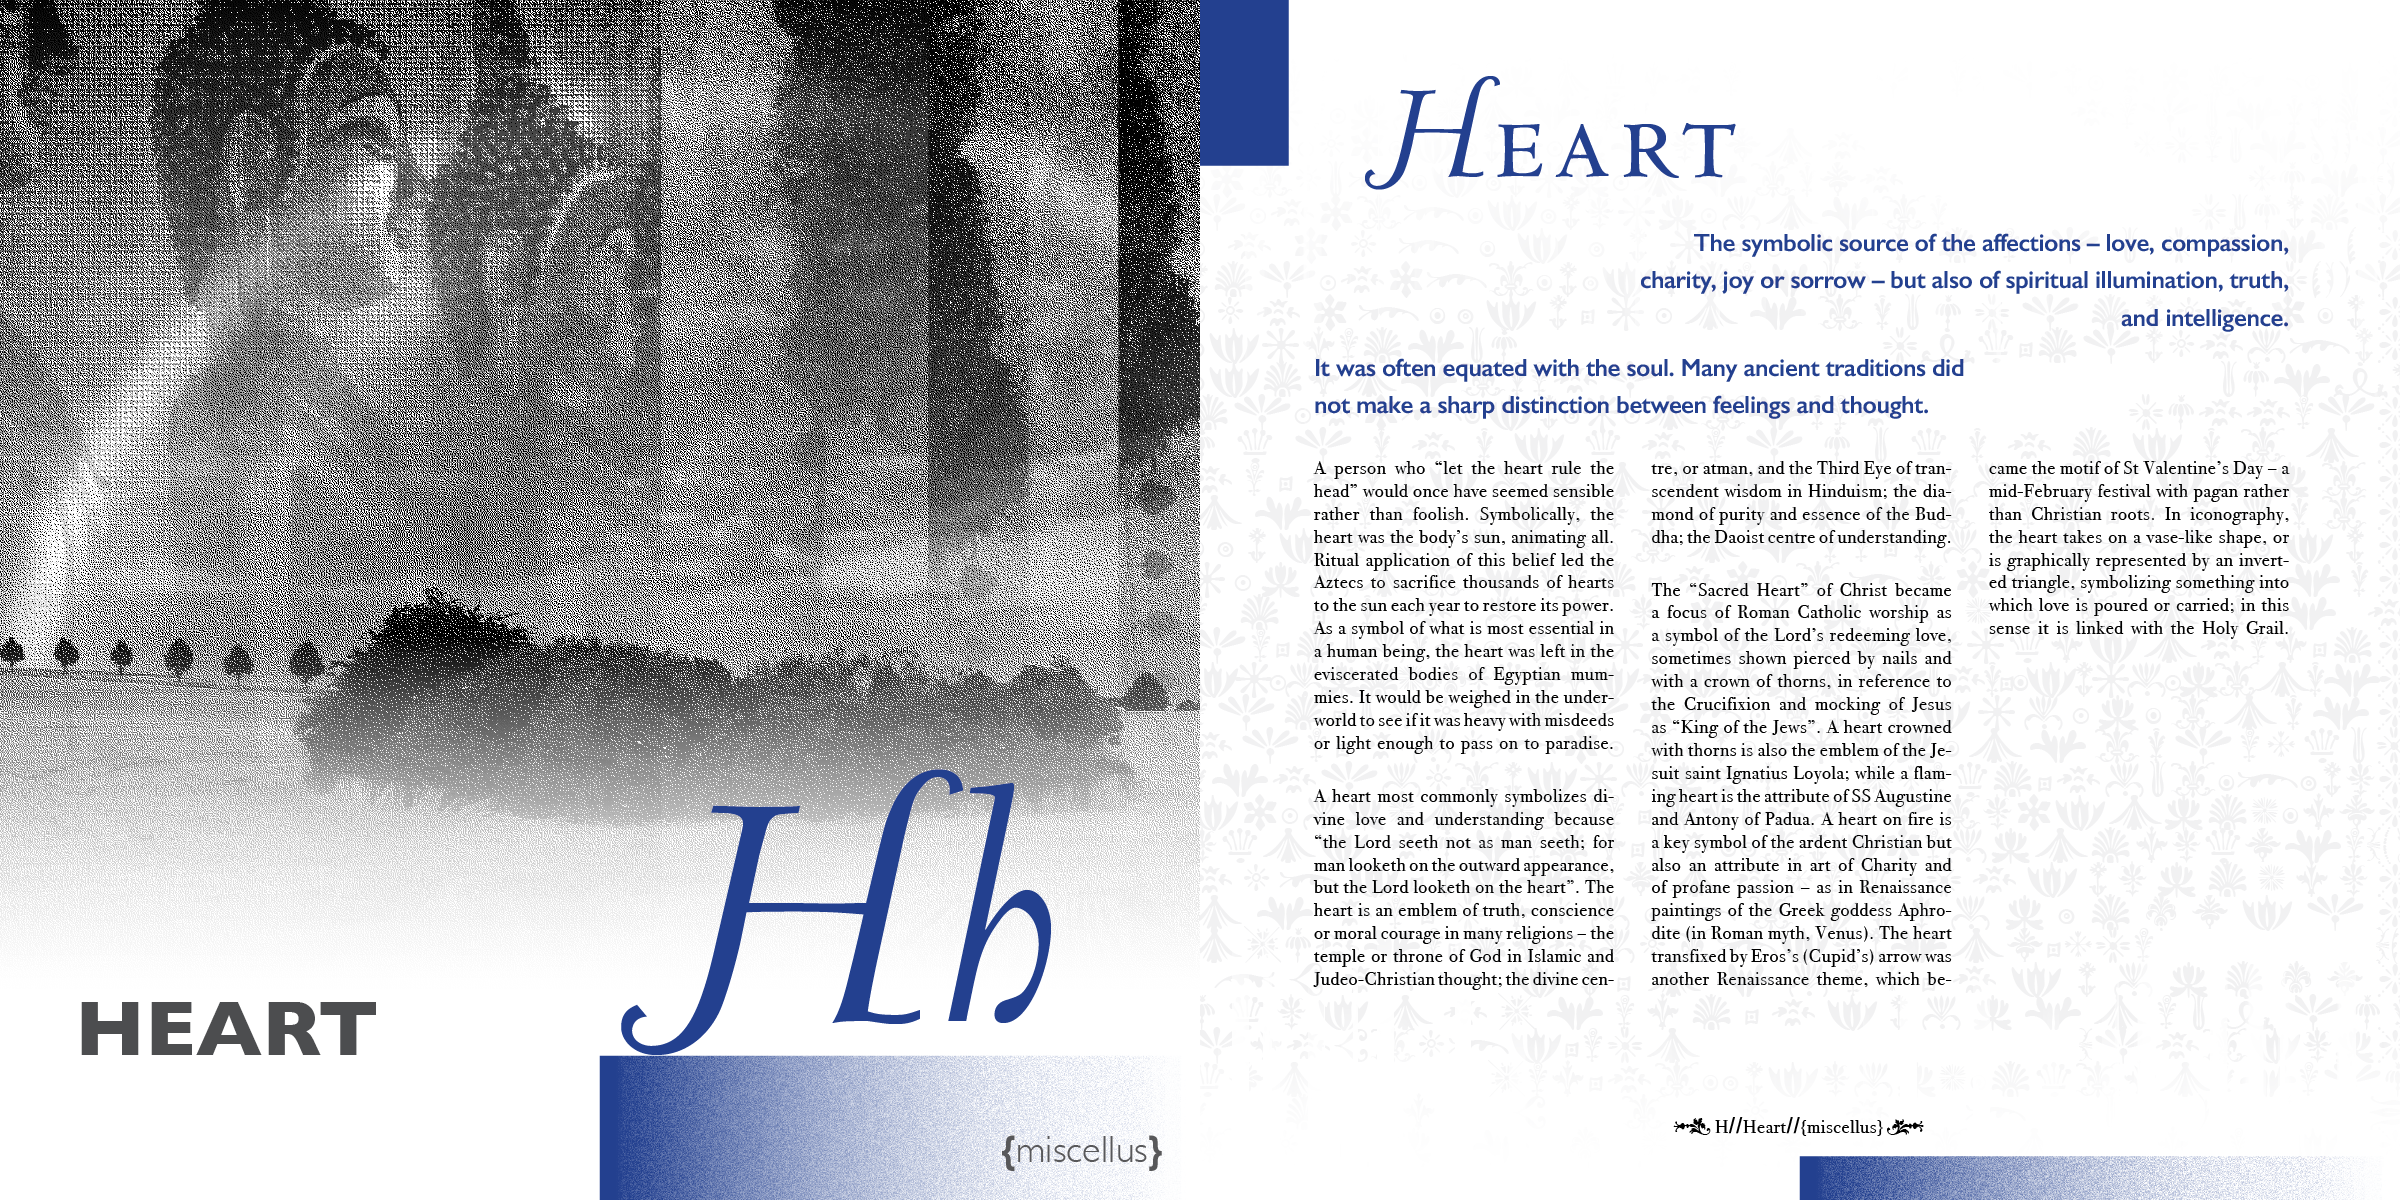 Hh
HEART
{miscellus}
HEART
The symbolic source of the affections – love, compassion,
charity, joy or sorrow – but also of spiritual illumination, truth,
and intelligence.
It was often equated with the soul. Many ancient traditions did
not make a sharp distinction between feelings and thought.
A person who “let the heart rule the
head” would once have seemed sensible
rather than foolish. Symbolically, the
heart was the body’s sun, animating all.
Ritual application of this belief led the
Aztecs to sacrifice thousands of hearts
to the sun each year to restore its power.
As a symbol of what is most essential in
a human being, the heart was left in the
eviscerated bodies of Egyptian mum-
mies. It would be weighed in the under-
world to see if it was heavy with misdeeds
or light enough to pass on to paradise.
A heart most commonly symbolizes di-
vine love and understanding because
“the Lord seeth not as man seeth; for
man looketh on the outward appearance,
but the Lord looketh on the heart”. The
heart is an emblem of truth, conscience
or moral courage in many religions – the
temple or throne of God in Islamic and
Judeo-Christian thought; the divine cen-
tre, or atman, and the Third Eye of tran-
scendent wisdom in Hinduism; the dia-
mond of purity and essence of the Bud-
dha; the Daoist centre of understanding.
The “Sacred Heart” of Christ became
a focus of Roman Catholic worship as
a symbol of the Lord’s redeeming love,
sometimes shown pierced by nails and
with a crown of thorns, in reference to
the Crucifixion and mocking of Jesus
as “King of the Jews”. A heart crowned
with thorns is also the emblem of the Je-
suit saint Ignatius Loyola; while a flam-
ing heart is the attribute of SS Augustine
and Antony of Padua. A heart on fire is
a key symbol of the ardent Christian but
also an attribute in art of Charity and
of profane passion – as in Renaissance
paintings of the Greek goddess Aphro-
dite (in Roman myth, Venus). The heart
transfixed by Eros’s (Cupid’s) arrow was
another Renaissance theme, which be-
came the motif of St Valentine’s Day – a
mid-February festival with pagan rather
than Christian roots. In iconography,
the heart takes on a vase-like shape, or
is graphically represented by an invert-
ed triangle, symbolizing something into
which love is poured or carried; in this
sense it is linked with the Holy Grail.
H//Heart//{miscellus}